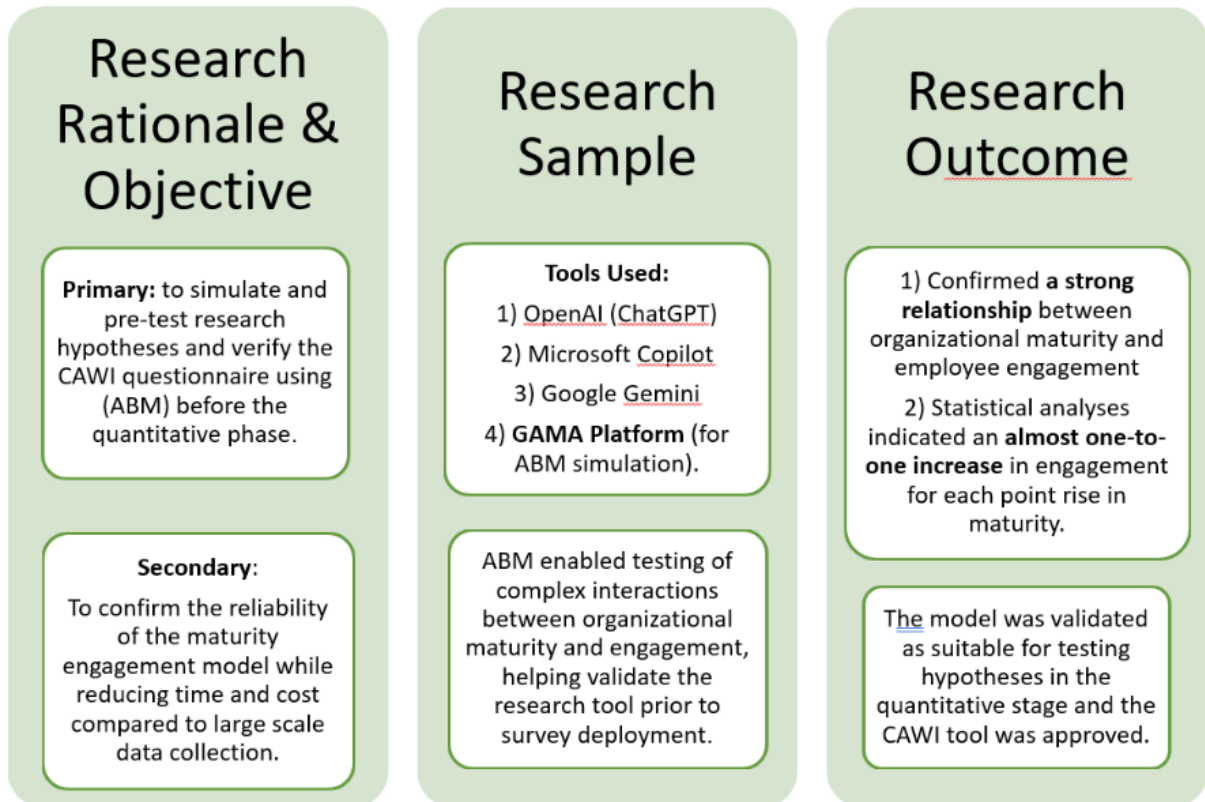 Research
Rationale &
Objective
Primary: to simulate and
pre-test research
hypotheses and verify the
CAWI questionnaire using
(ABM) before the
quantitative phase.
Secondary:
To confirm the reliability
of the maturity
engagement model while
reducing time and cost
compared to large scale
data collection.
Research
Sample
Tools Used:
1) OpenAI (ChatGPT)
2) Microsoft Copilot
3) Google Gemini
4) GAMA Platform (for
ABM simulation).
ABM enabled testing of
complex interactions
between organizational
maturity and engagement,
helping validate the
research tool prior to
survey deployment.
Research
Outcome
1) Confirmed a strong
relationship between
organizational maturity and
employee engagement
2) Statistical analyses
indicated an almost one-to-
one increase in engagement
for each point rise in
maturity.
The model was validated
as suitable for testing
hypotheses in the
quantitative stage and the
CAWI tool was approved.